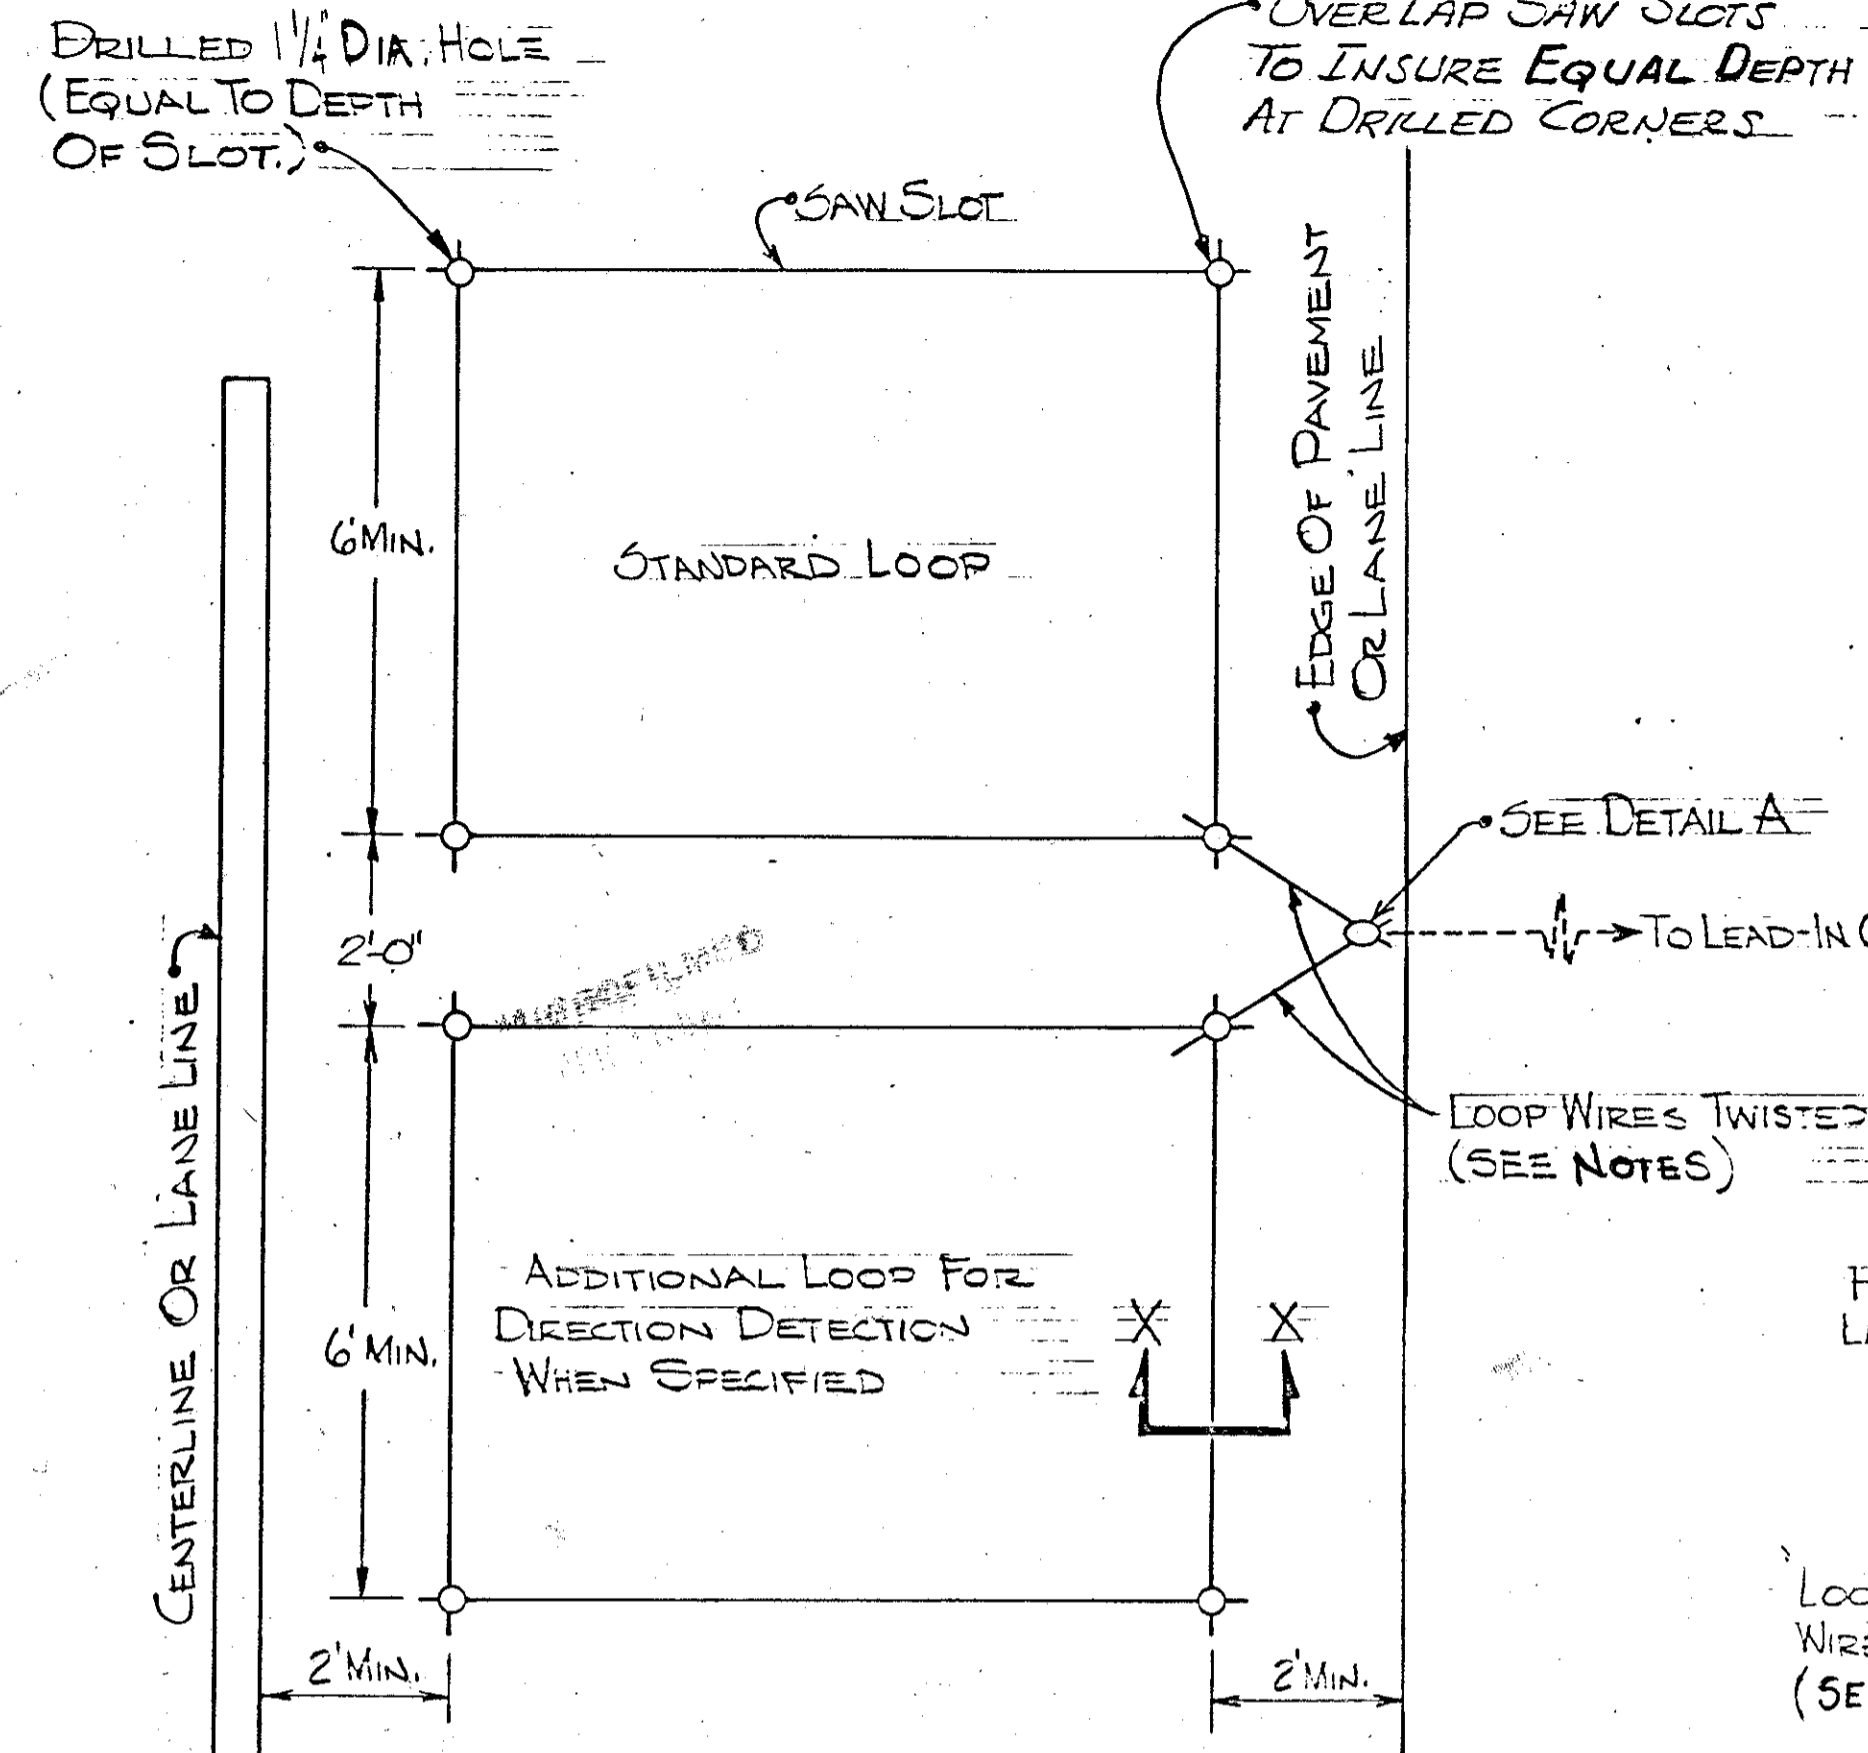 DRILLED 1 1/4" DIA. HOLE
(EQUAL TO DEPTH
OF SLOT.)
OVERLAP SAW SLOTS
TO INSURE EQUAL DEPTH
AT DRILLED CORNERS
SAW SLOT
EDGE OF PAVEMENT
OR LANE LINE
6' MIN.
STANDARD LOOP
SEE DETAIL A
2'-0"
TO LEAD-IN
CENTERLINE OR LANE LINE
LOOP WIRES TWISTED
(SEE NOTES)
ADDITIONAL LOOP FOR
DIRECTION DETECTION
WHEN SPECIFIED
X X
6' MIN.
2' MIN.
2' MIN.